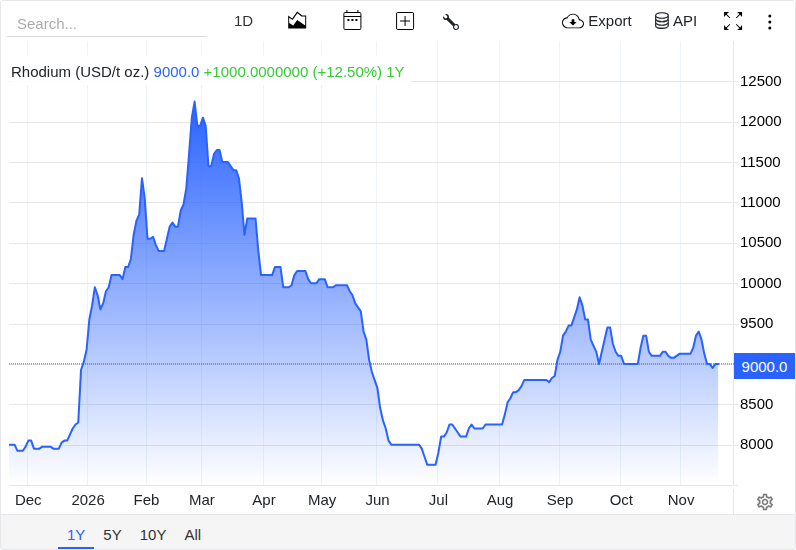 Search... 1D Export API
Rhodium (USD/t oz.) 9000.0 +1000.0000000 (+12.50%) 1Y
12500
12000
11500
11000
10500
10000
9500
9000.0
8500
8000
Dec 2026 Feb Mar Apr May Jun Jul Aug Sep Oct Nov
1Y 5Y 10Y All